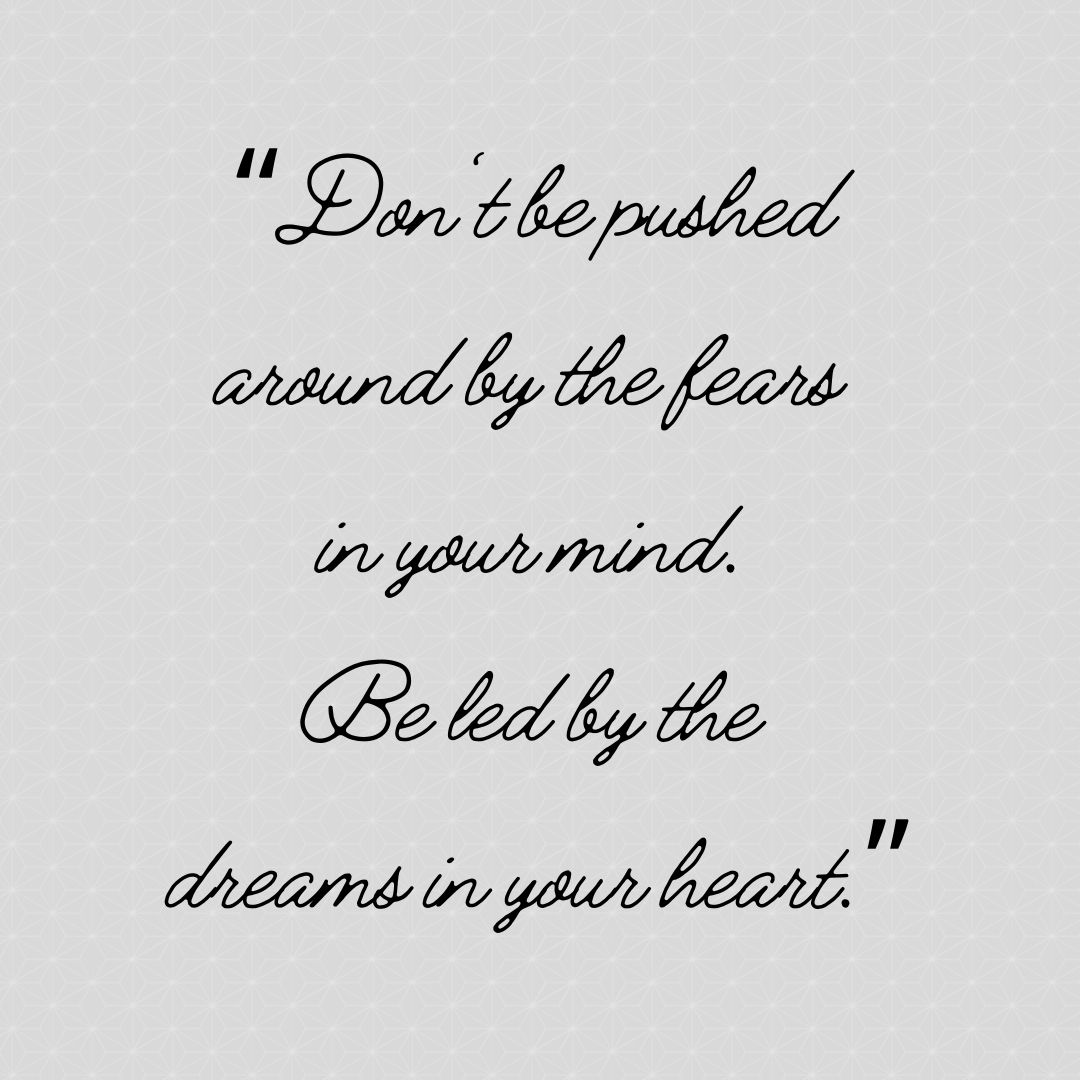 “Don‘t be pushed
around by the fears
in your mind.
Be led by the
dreams in your heart.”